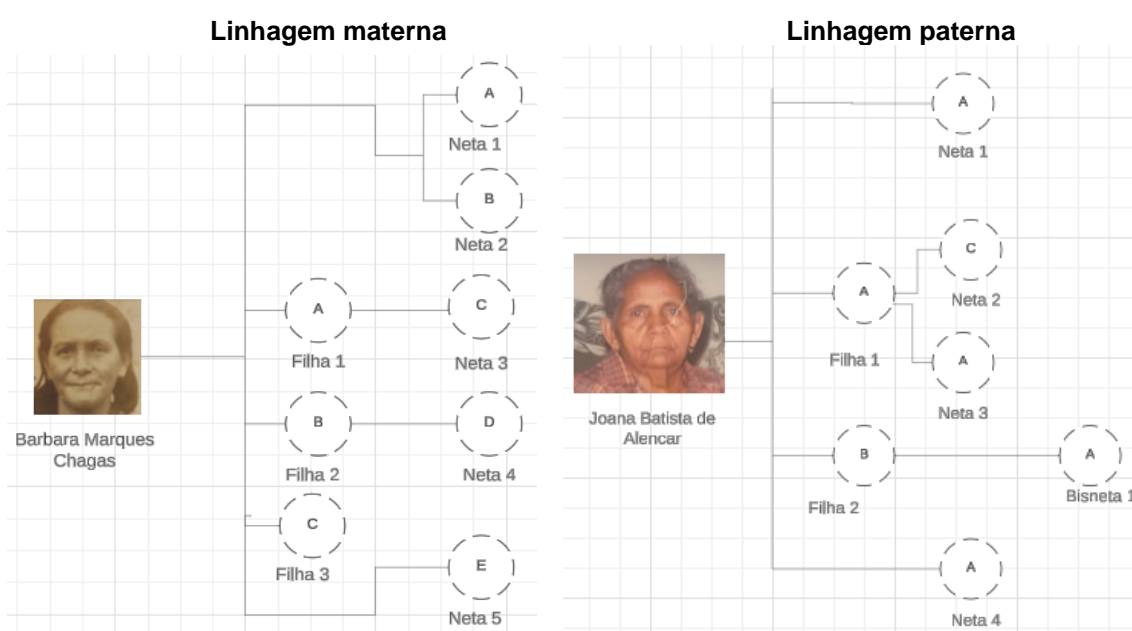 Linhagem materna
A
Neta 1
B
Neta 2
A
Filha 1
C
Neta 3
B
Filha 2
D
Neta 4
C
Filha 3
E
Neta 5
Barbara Marques
Chagas
Linhagem paterna
A
Neta 1
A
Filha 1
C
Neta 2
A
Neta 3
B
Filha 2
A
Bisneta 1
A
Neta 4
Joana Batista de
Alencar